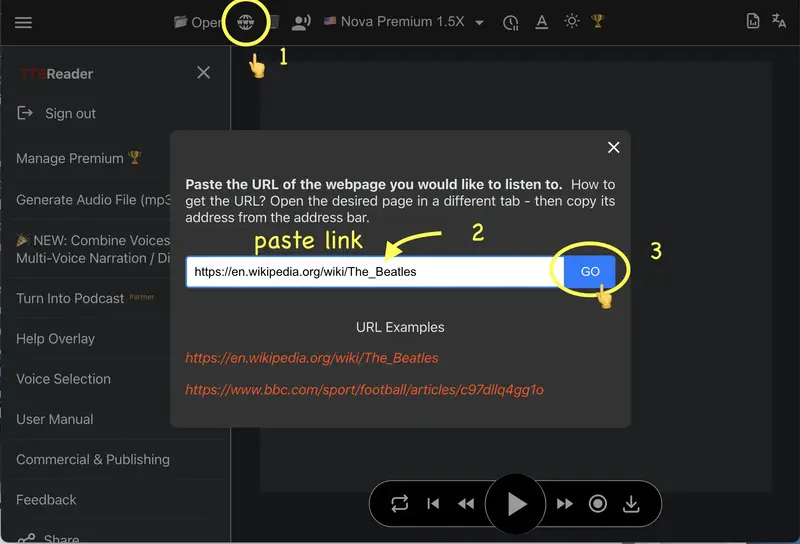 Open
WWW
Nova Premium 1.5X
A
1
TTSReader
Sign out
Manage Premium
Generate Audio File (mp3
NEW: Combine Voices
Multi-Voice Narration / Di
Turn Into Podcast Partner
Help Overlay
Voice Selection
User Manual
Commercial & Publishing
Feedback
Share
Paste the URL of the webpage you would like to listen to. How to
get the URL? Open the desired page in a different tab - then copy its
address from the address bar.
paste link
2
3
https://en.wikipedia.org/wiki/The_Beatles
GO
URL Examples
https://en.wikipedia.org/wiki/The_Beatles
https://www.bbc.com/sport/football/articles/c97dllq4gg1o